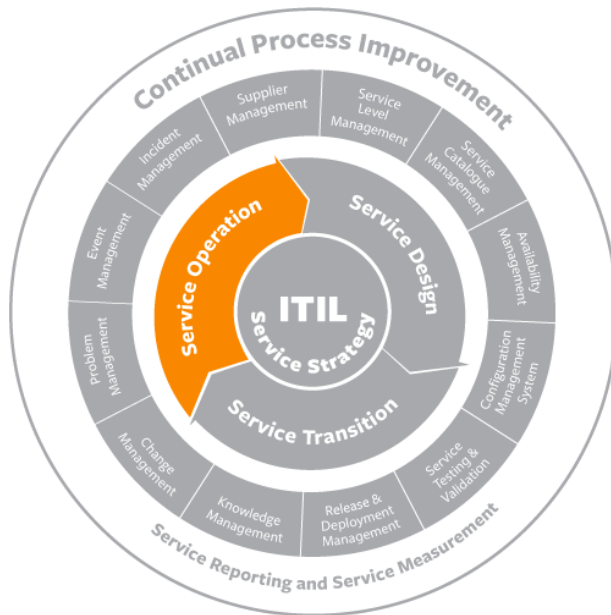 Continual Process Improvement
Supplier
Management
Service
Level
Management
Service
Catalogue
Management
Availability
Management
Configuration
Management
System
Service
Testing &
Validation
Release &
Deployment
Management
Knowledge
Management
Change
Management
Problem
Management
Event
Management
Incident
Management
Service Operation
Service Design
Service Transition
ITIL
Service Strategy
Service Reporting and Service Measurement